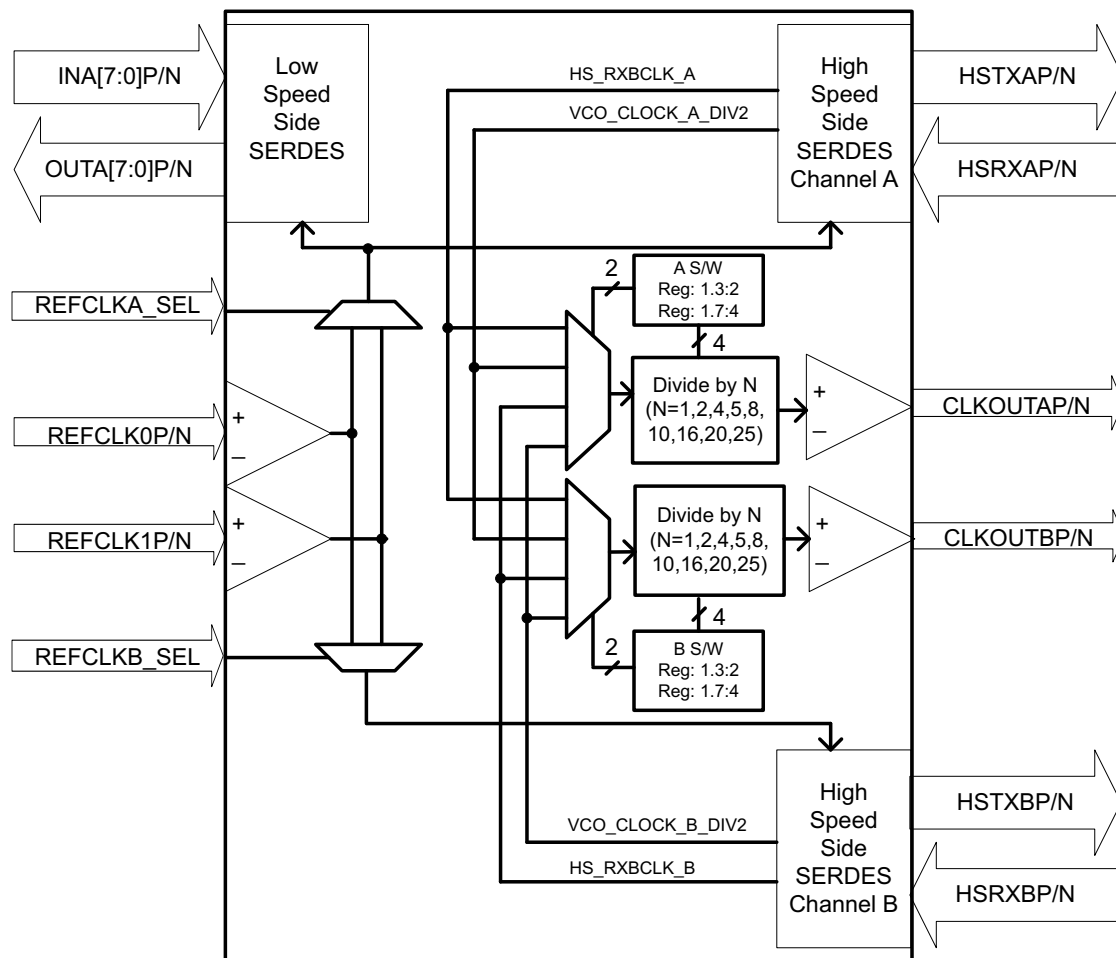 INA[7:0]P/N
OUTA[7:0]P/N
Low
Speed
Side
SERDES
HS_RXBCLK_A
VCO_CLOCK_A_DIV2
High
Speed
Side
SERDES
Channel A
HSTXAP/N
HSRXAP/N
REFCLKA_SEL
2
A S/W
Reg: 1.3:2
Reg: 1.7:4
4
Divide by N
(N=1,2,4,5,8,
10,16,20,25)
+
–
CLKOUTAP/N
+
REFCLK0P/N
–
+
REFCLK1P/N
–
Divide by N
(N=1,2,4,5,8,
10,16,20,25)
+
–
CLKOUTBP/N
4
REFCLKB_SEL
2
B S/W
Reg: 1.3:2
Reg: 1.7:4
VCO_CLOCK_B_DIV2
HS_RXBCLK_B
High
Speed
Side
SERDES
Channel B
HSTXBP/N
HSRXBP/N